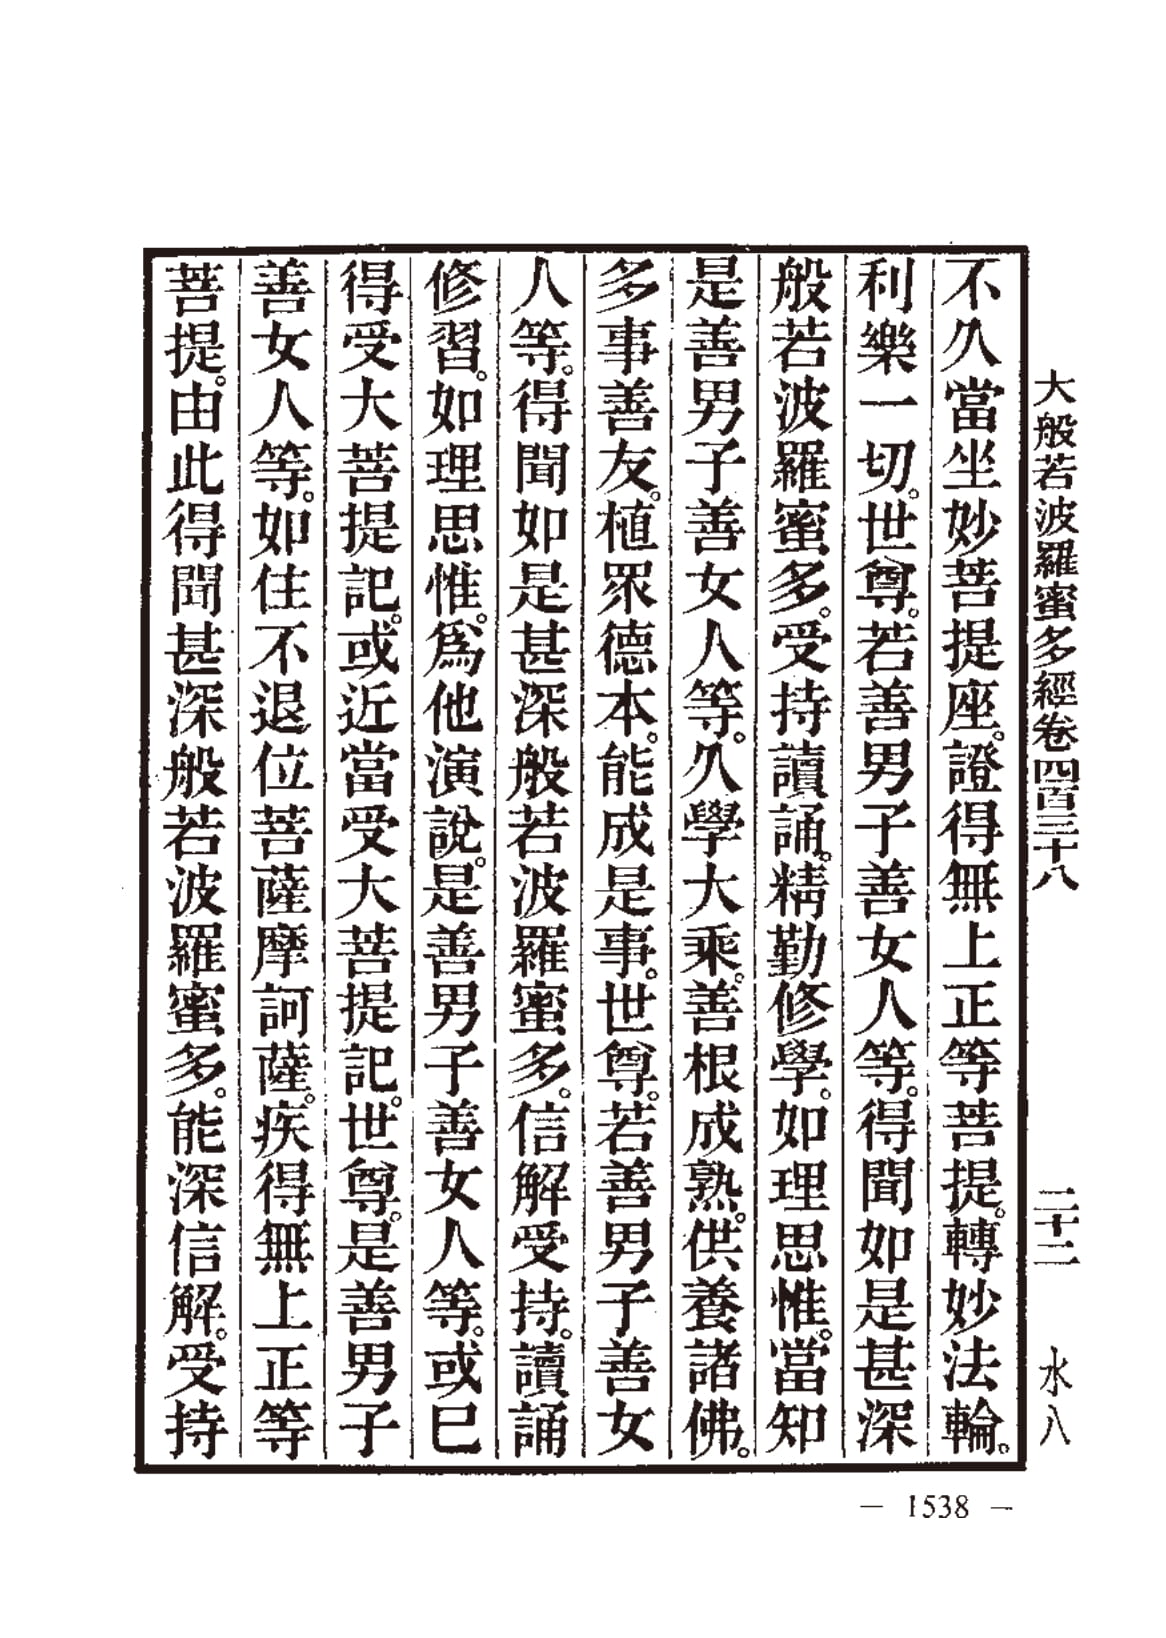 大般若波羅蜜多經卷四百三十八　二十二　水八
不久當坐妙菩提座。證得無上正等菩提。轉妙法輪。
利樂一切。世尊。若善男子善女人等。得聞如是甚深
般若波羅蜜多。受持讀誦。精勤修學。如理思惟。當知
是善男子善女人等。久學大乘。善根成熟。供養諸佛。
多事善友。植眾德本。能成是事。世尊。若善男子善女
人等。得聞如是甚深般若波羅蜜多。信解受持。讀誦
修習。如理思惟。爲他演說。是善男子善女人等。或已
得受大菩提記。或近當受大菩提記。世尊。是善男子
善女人等。如住不退位菩薩摩訶薩。疾得無上正等
菩提。由此得聞甚深般若波羅蜜多。能深信解。受持
— 1538 —